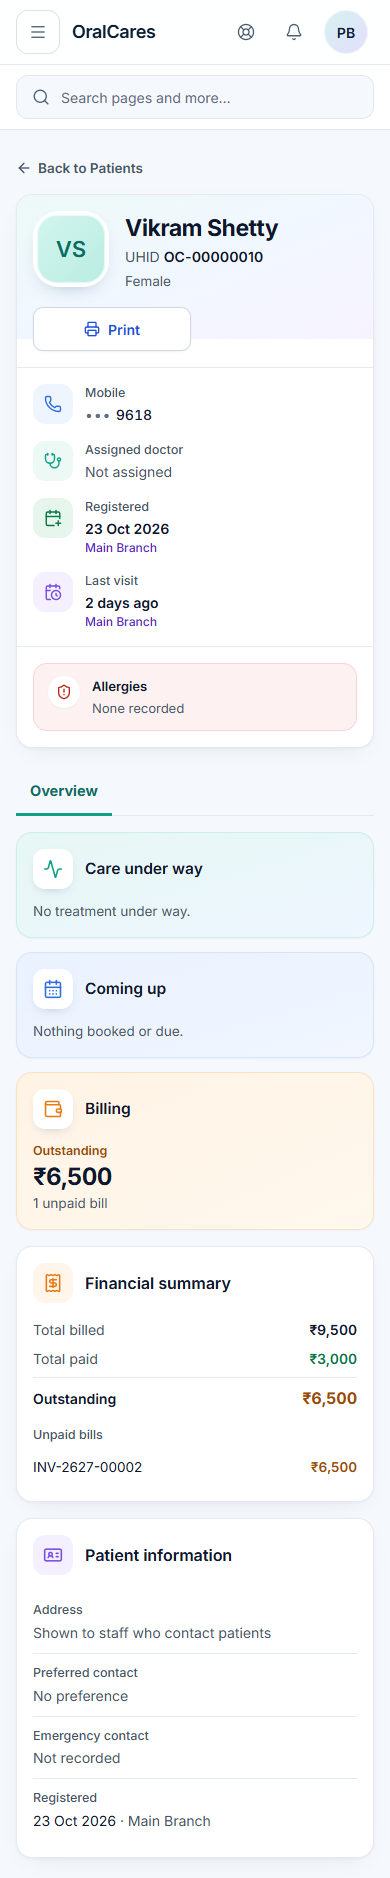 OralCares
PB
Search pages and more...
Back to Patients
VS
Vikram Shetty
UHID OC-00000010
Female
Print
Mobile
••• 9618
Assigned doctor
Not assigned
Registered
23 Oct 2026
Main Branch
Last visit
2 days ago
Main Branch
Allergies
None recorded
Overview
Care under way
No treatment under way.
Coming up
Nothing booked or due.
Billing
Outstanding
₹6,500
1 unpaid bill
Financial summary
Total billed ₹9,500
Total paid ₹3,000
Outstanding ₹6,500
Unpaid bills
INV-2627-00002 ₹6,500
Patient information
Address
Shown to staff who contact patients
Preferred contact
No preference
Emergency contact
Not recorded
Registered
23 Oct 2026 · Main Branch